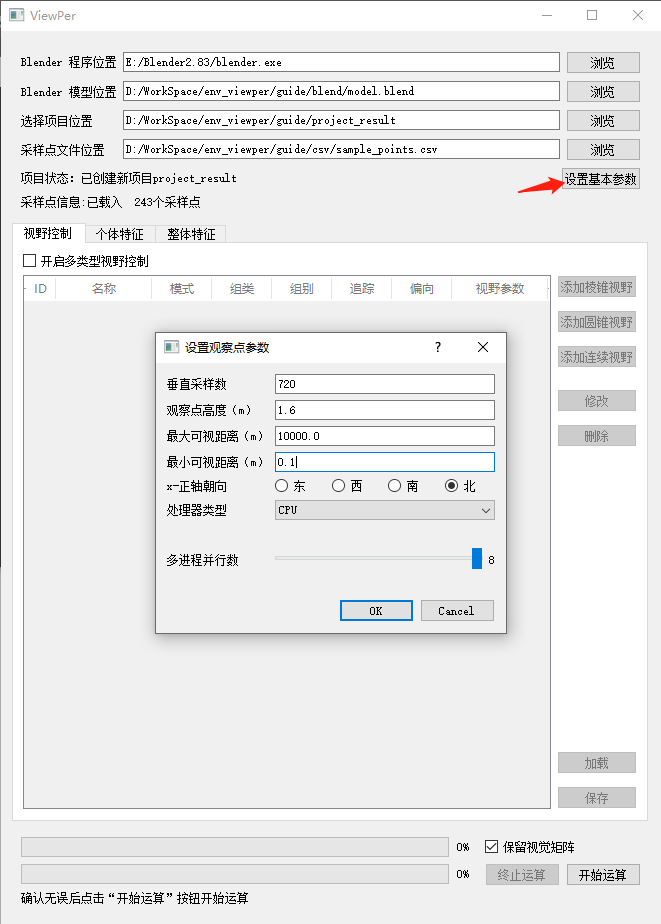 ViewPer
Blender 程序位置 E:/Blender2.83/blender.exe 浏览
Blender 模型位置 D:/WorkSpace/env_viewper/guide/blend/model.blend 浏览
选择项目位置 D:/WorkSpace/env_viewper/guide/project_result 浏览
采样点文件位置 D:/WorkSpace/env_viewper/guide/csv/sample_points.csv 浏览
项目状态：已创建新项目project_result 设置基本参数
采样点信息:已载入 243个采样点
视野控制 个体特征 整体特征
开启多类型视野控制
ID 名称 模式 组类 组别 追踪 偏向 视野参数 添加棱锥视野
添加圆锥视野
添加连续视野
修改
删除
设置观察点参数 ?
垂直采样数 720
观察点高度（m） 1.6
最大可视距离（m） 10000.0
最小可视距离（m） 0.1
x-正轴朝向 东 西 南 北
处理器类型 CPU
多进程并行数 8
OK Cancel
加载
保存
0% 保留视觉矩阵
0% 终止运算 开始运算
确认无误后点击“开始运算”按钮开始运算